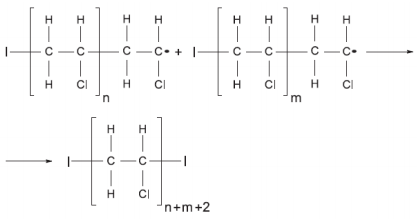 H H H H H H H H
I C C C C• + I C C C C•
H Cl H Cl H Cl H Cl
n m
H H
I C C I
H Cl
n+m+2